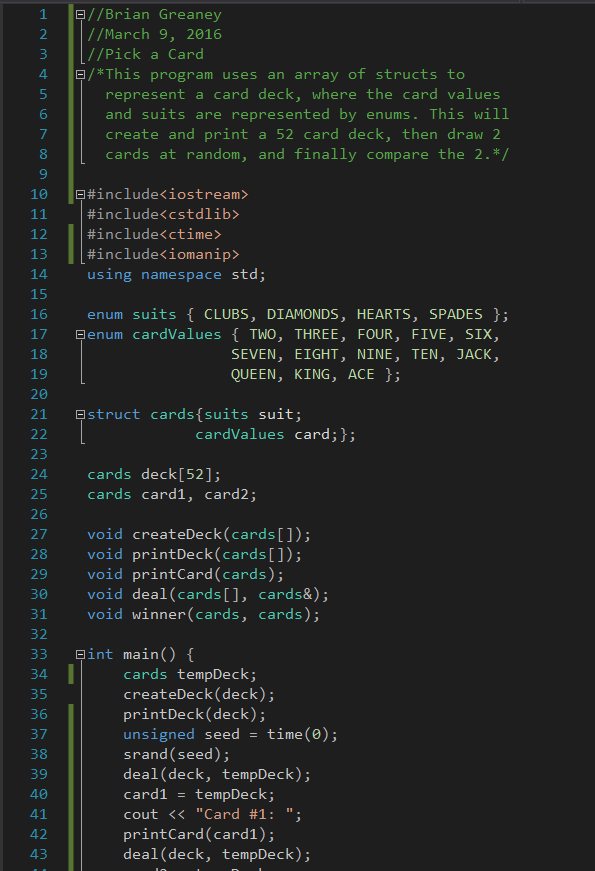 1 //Brian Greaney
2 //March 9, 2016
3 //Pick a Card
4 /*This program uses an array of structs to
5 represent a card deck, where the card values
6 and suits are represented by enums. This will
7 create and print a 52 card deck, then draw 2
8 cards at random, and finally compare the 2.*/
9
10 #include<iostream>
11 #include<cstdlib>
12 #include<ctime>
13 #include<iomanip>
14 using namespace std;
15
16 enum suits { CLUBS, DIAMONDS, HEARTS, SPADES };
17 enum cardValues { TWO, THREE, FOUR, FIVE, SIX,
18 SEVEN, EIGHT, NINE, TEN, JACK,
19 QUEEN, KING, ACE };
20
21 struct cards{suits suit;
22 cardValues card;};
23
24 cards deck[52];
25 cards card1, card2;
26
27 void createDeck(cards[]);
28 void printDeck(cards[]);
29 void printCard(cards);
30 void deal(cards[], cards&);
31 void winner(cards, cards);
32
33 int main() {
34 cards tempDeck;
35 createDeck(deck);
36 printDeck(deck);
37 unsigned seed = time(0);
38 srand(seed);
39 deal(deck, tempDeck);
40 card1 = tempDeck;
41 cout << "Card #1: ";
42 printCard(card1);
43 deal(deck, tempDeck);